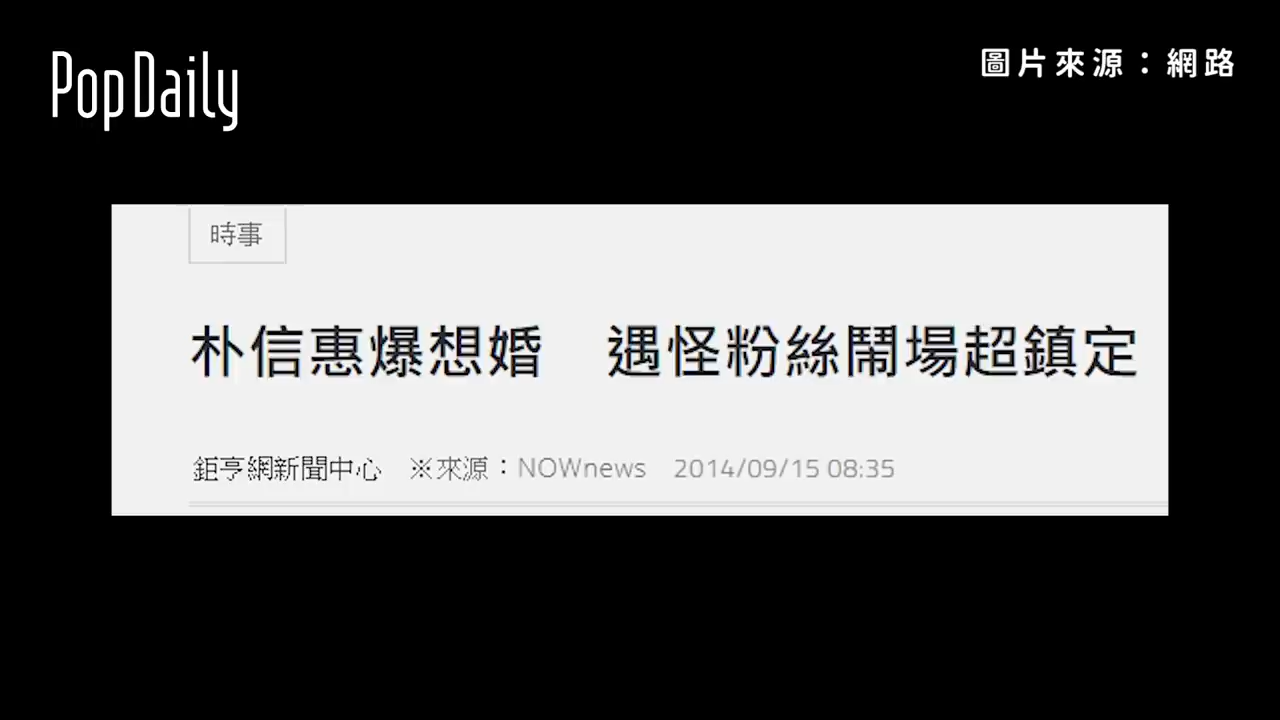 PopDaily
圖片來源：網路
時事
朴信惠爆想婚　遇怪粉絲鬧場超鎮定
鉅亨網新聞中心　※來源：NOWnews　2014/09/15 08:35